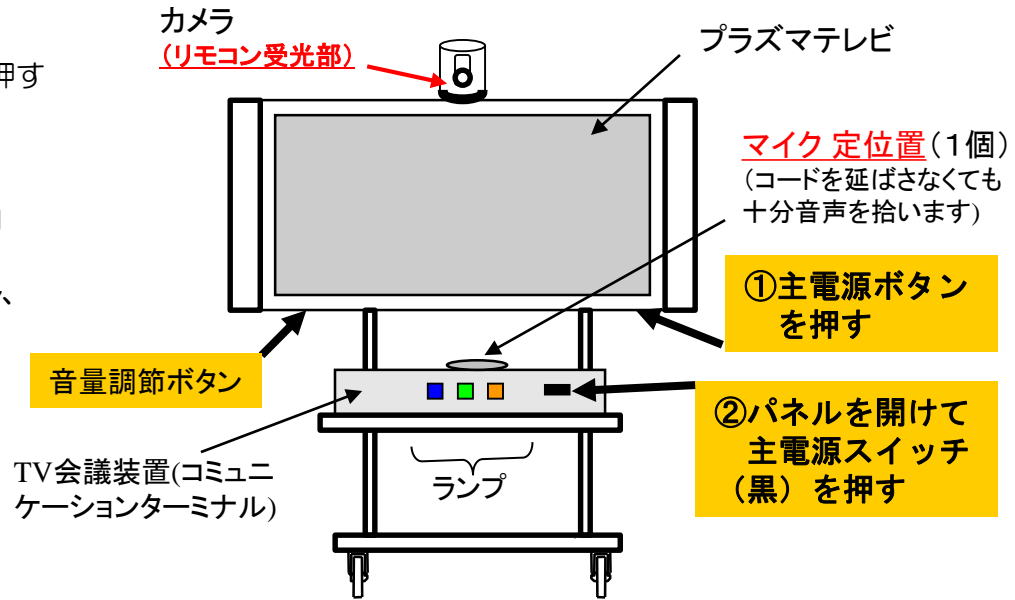 カメラ
(リモコン受光部)
プラズマテレビ
押す
マイク 定位置(1個)
(コードを延ばさなくても
十分音声を拾います)
、
①主電源ボタン
を押す
音量調節ボタン
②パネルを開けて
主電源スイッチ
(黒)を押す
TV会議装置(コミュニ
ケーションターミナル)
ランプ